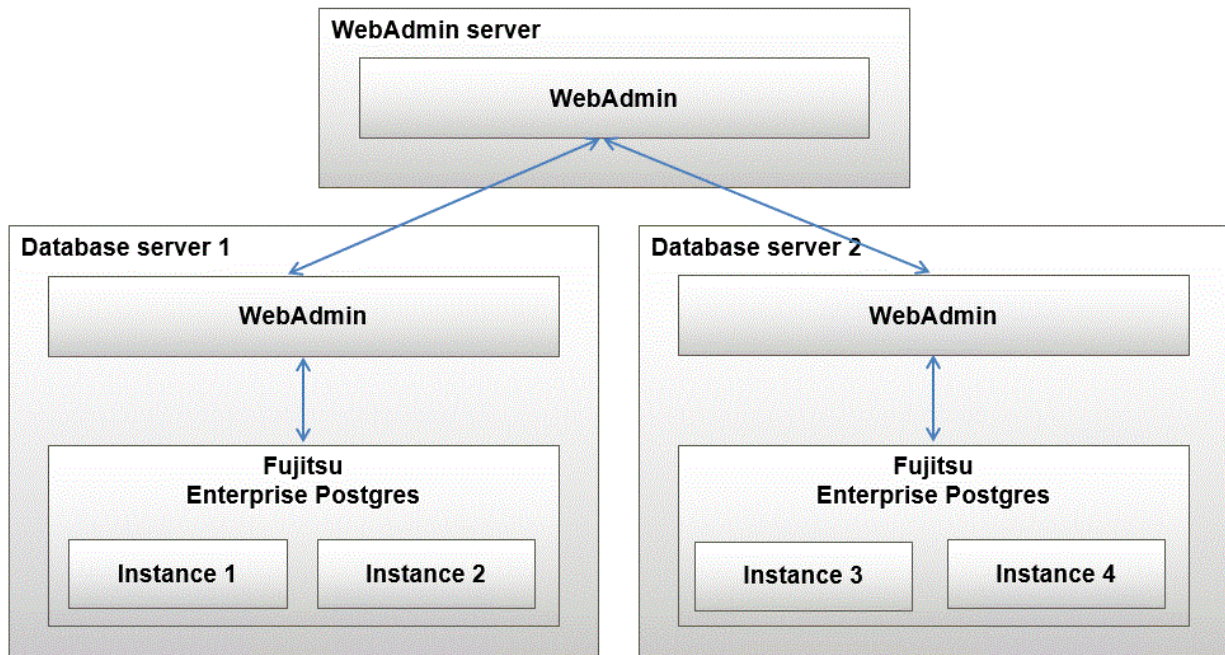 WebAdmin server
WebAdmin
Database server 1
WebAdmin
Fujitsu
Enterprise Postgres
Instance 1
Instance 2
Database server 2
WebAdmin
Fujitsu
Enterprise Postgres
Instance 3
Instance 4